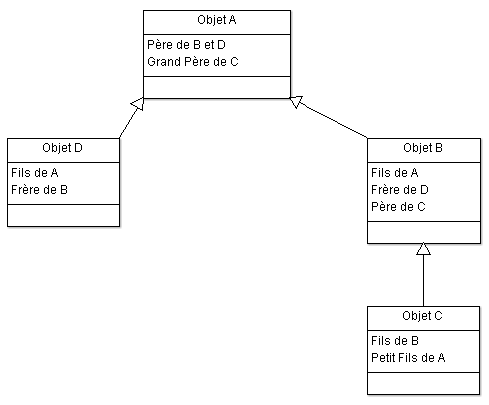 Objet A
Père de B et D
Grand Père de C
Objet D
Fils de A
Frère de B
Objet B
Fils de A
Frère de D
Père de C
Objet C
Fils de B
Petit Fils de A